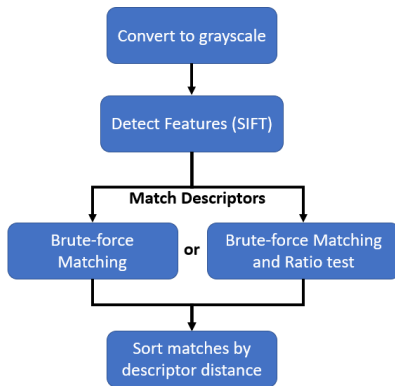 Convert to grayscale
Detect Features (SIFT)
Match Descriptors
Brute-force
Matching
or
Brute-force Matching
and Ratio test
Sort matches by
descriptor distance